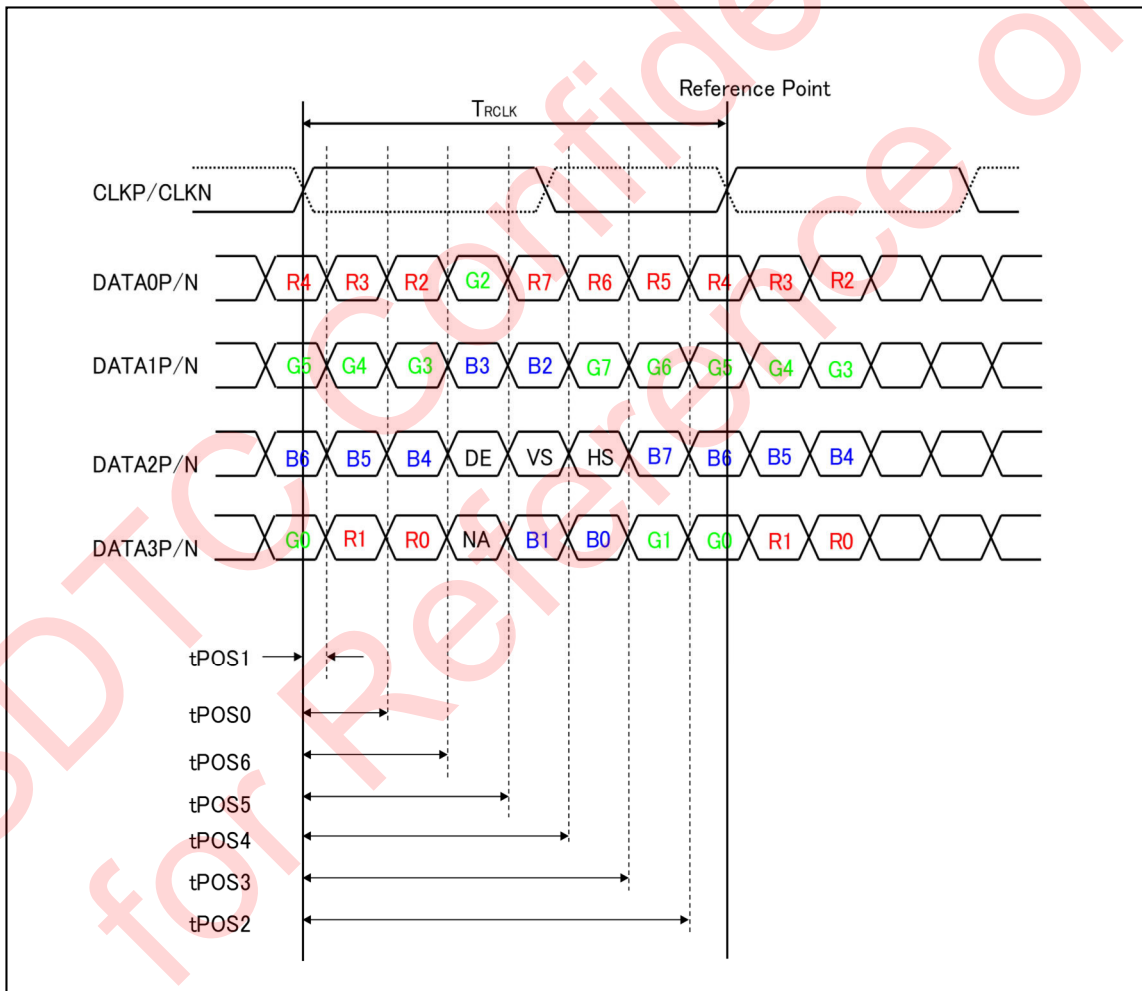 Reference Point
TRCLK
CLKP/CLKN
DATA0P/N R4 R3 R2 G2 R7 R6 R5 R4 R3 R2
DATA1P/N G5 G4 G3 B3 B2 G7 G6 G5 G4 G3
DATA2P/N B6 B5 B4 DE VS HS B7 B6 B5 B4
DATA3P/N G0 R1 R0 NA B1 B0 G1 G0 R1 R0
tPOS1
tPOS0
tPOS6
tPOS5
tPOS4
tPOS3
tPOS2
for Reference